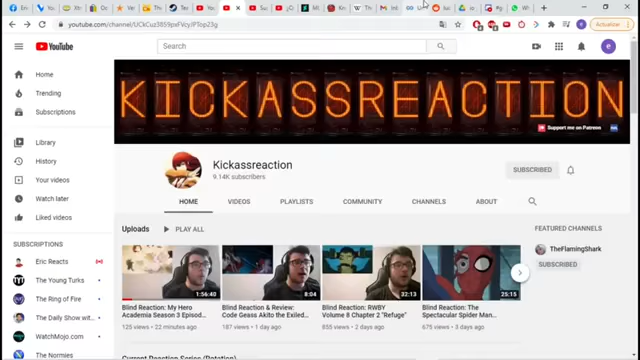 youtube.com/channel/UCkCuz3859pxFVcyJPTopZ3g
Actualizar
YouTube
Search
e
KICKASSREACTION
Support me on Patreon
Kickassreaction
9.14K subscribers
SUBSCRIBED
HOME
VIDEOS
PLAYLISTS
COMMUNITY
CHANNELS
ABOUT
Home
Trending
Subscriptions
Library
History
Your videos
Watch later
Liked videos
SUBSCRIPTIONS
Eric Reacts
The Young Turks
The Ring of Fire
The Daily Show wit...
WatchMojo.com
The Normies
Uploads
PLAY ALL
1:56:40
Blind Reaction: My Hero
Academia Season 3 Episod...
125 views • 22 minutes ago
8:04
Blind Reaction & Review:
Code Geass Akito the Exiled...
187 views • 1 day ago
32:13
Blind Reaction: RWBY
Volume 8 Chapter 2 "Refuge"
855 views • 2 days ago
25:15
Blind Reaction: The
Spectacular Spider Man...
675 views • 3 days ago
FEATURED CHANNELS
TheFlamingShark
SUBSCRIBED